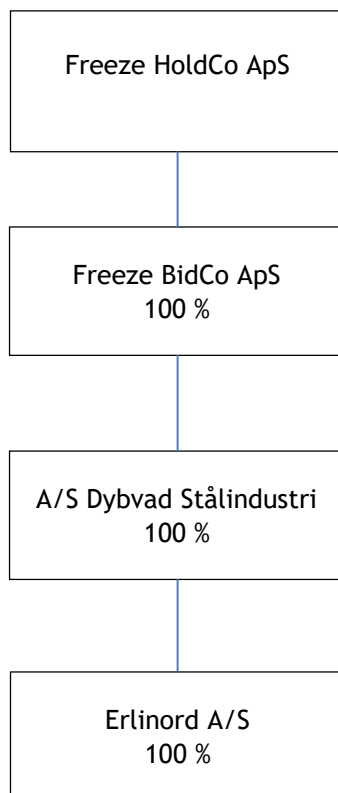 Freeze HoldCo ApS
Freeze BidCo ApS
100 %
A/S Dybvad Stålindustri
100 %
Erlinord A/S
100 %